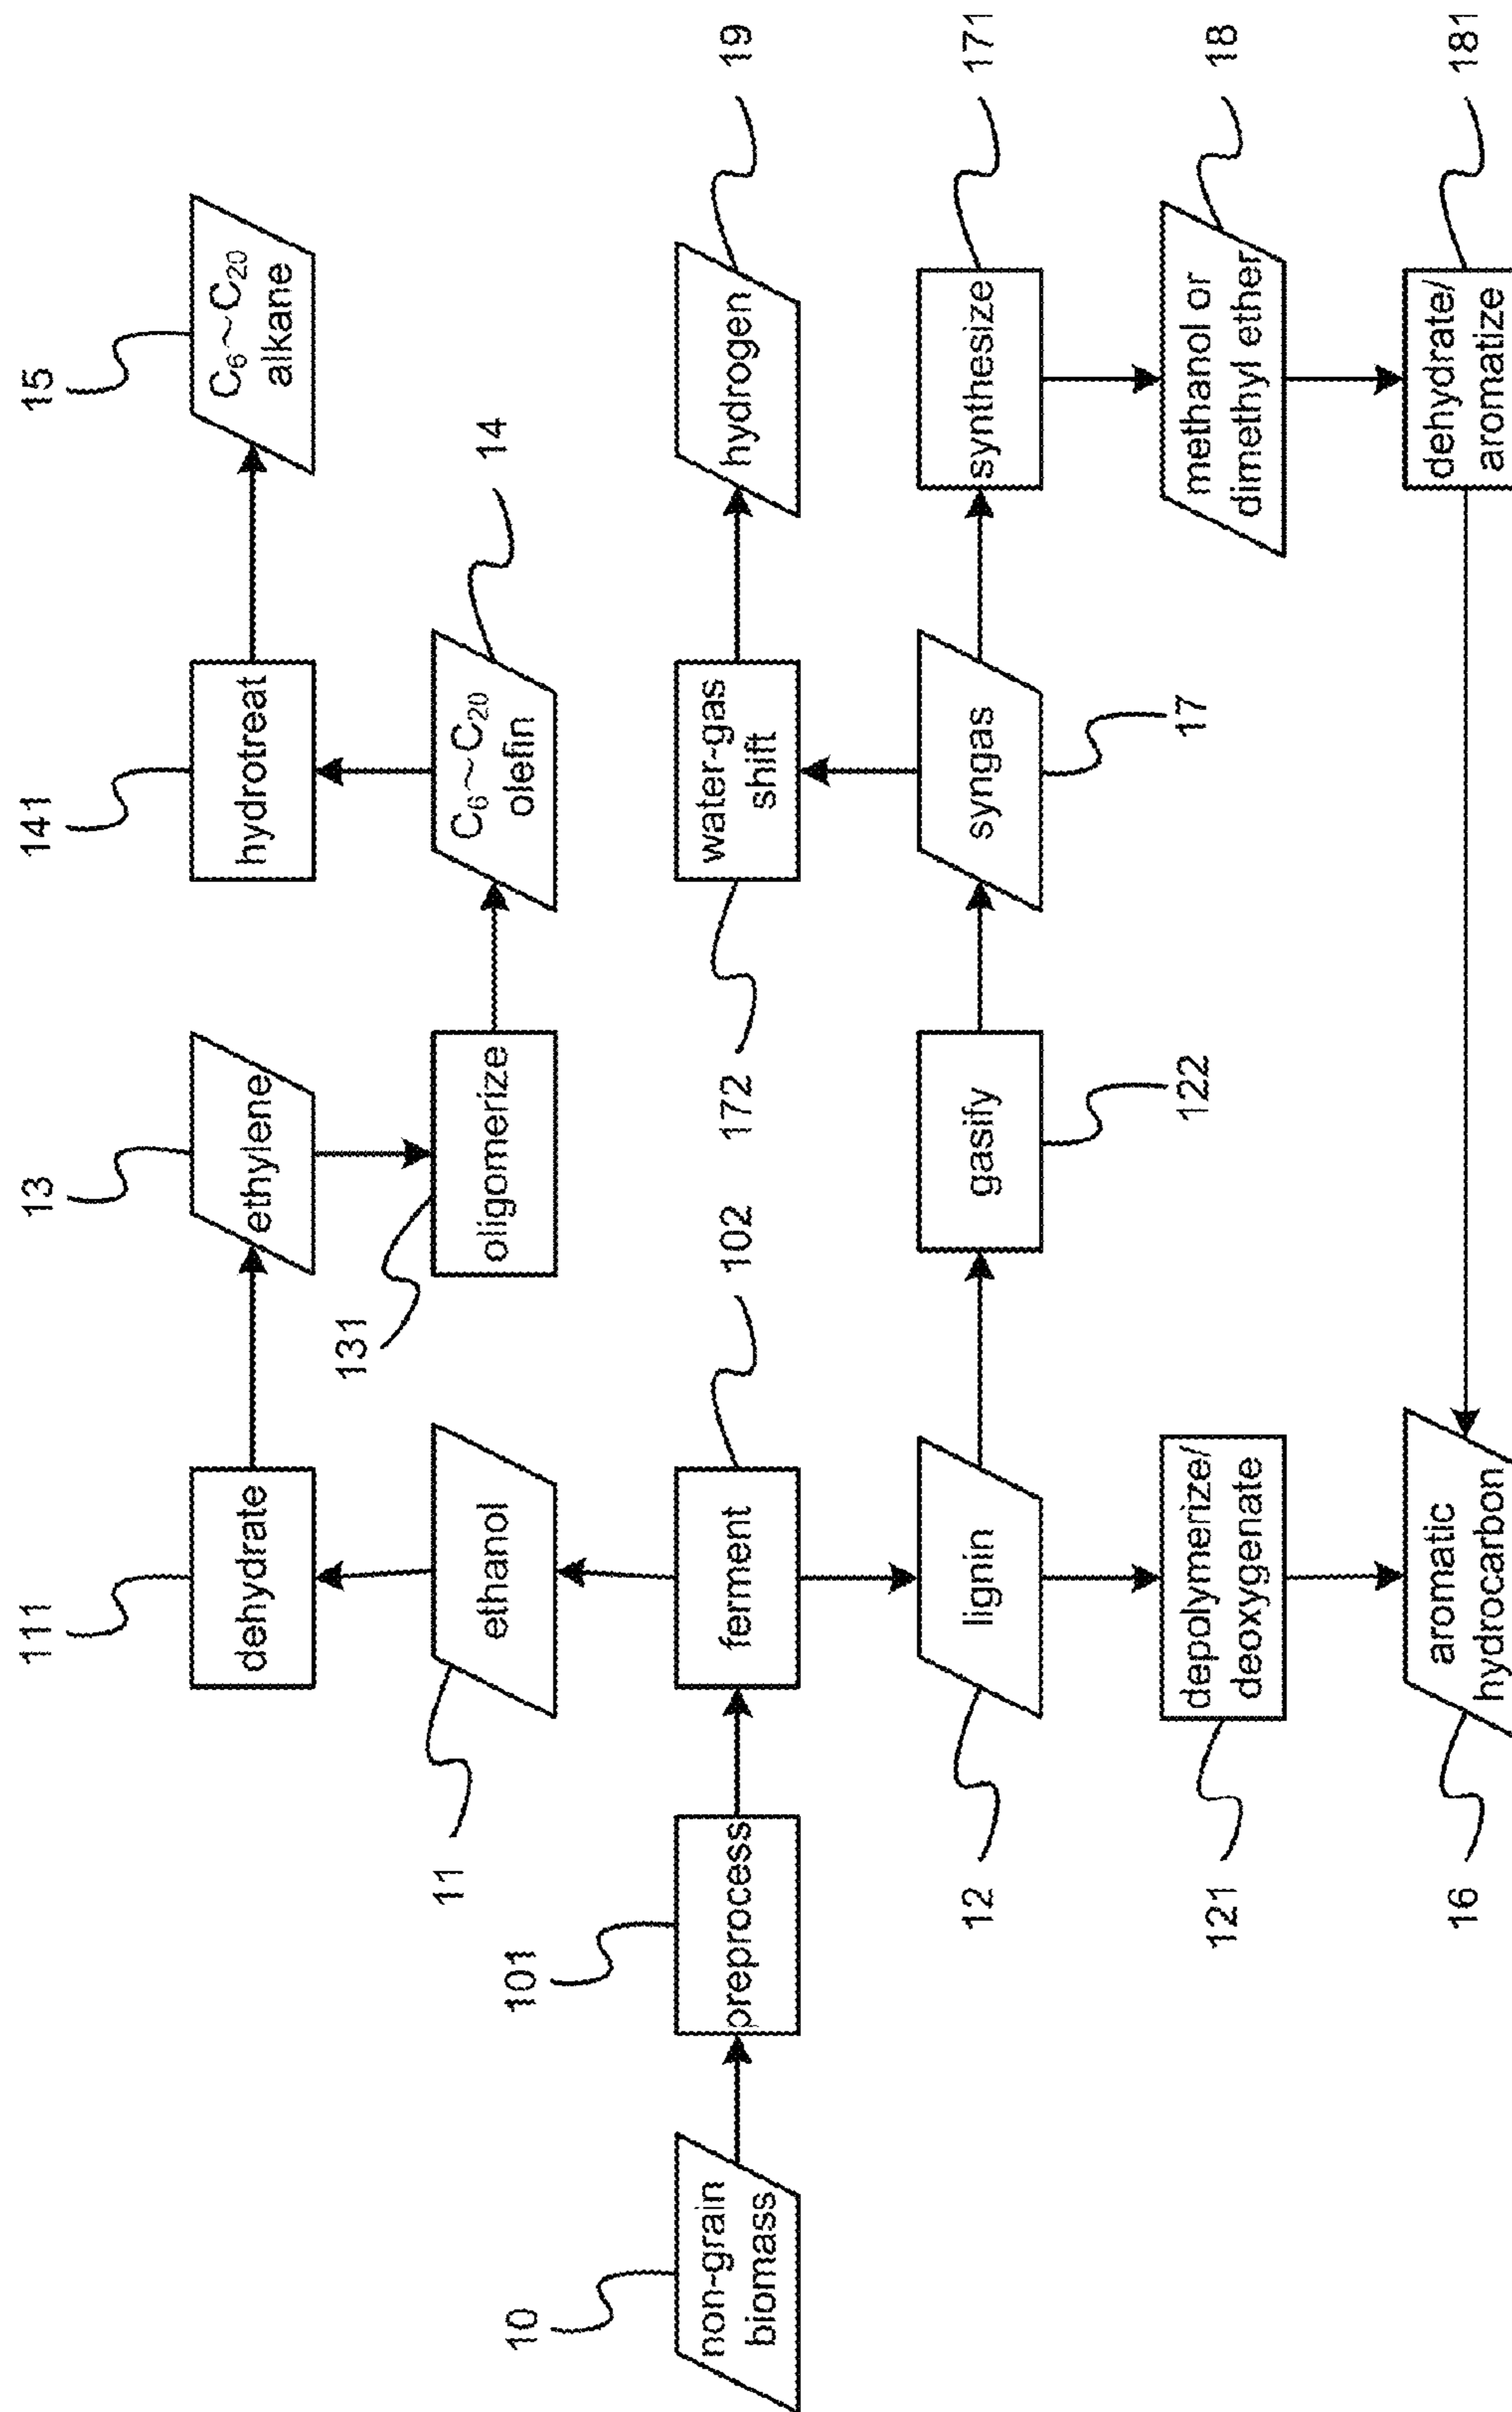 15
141
13
111
C₆~C₂₀
alkane
hydrotreat
ethylene
dehydrate
14
131
C₆~C₂₀
olefin
oligomerize
ethanol
11
101
10
19
172
102
hydrogen
water-gas
shift
ferment
preprocess
non-grain
biomass
171
synthesize
syngas
gasify
lignin
17
122
12
18
methanol or
dimethyl ether
depolymerize/
deoxygenate
121
181
dehydrate/
aromatize
aromatic
hydrocarbon
16